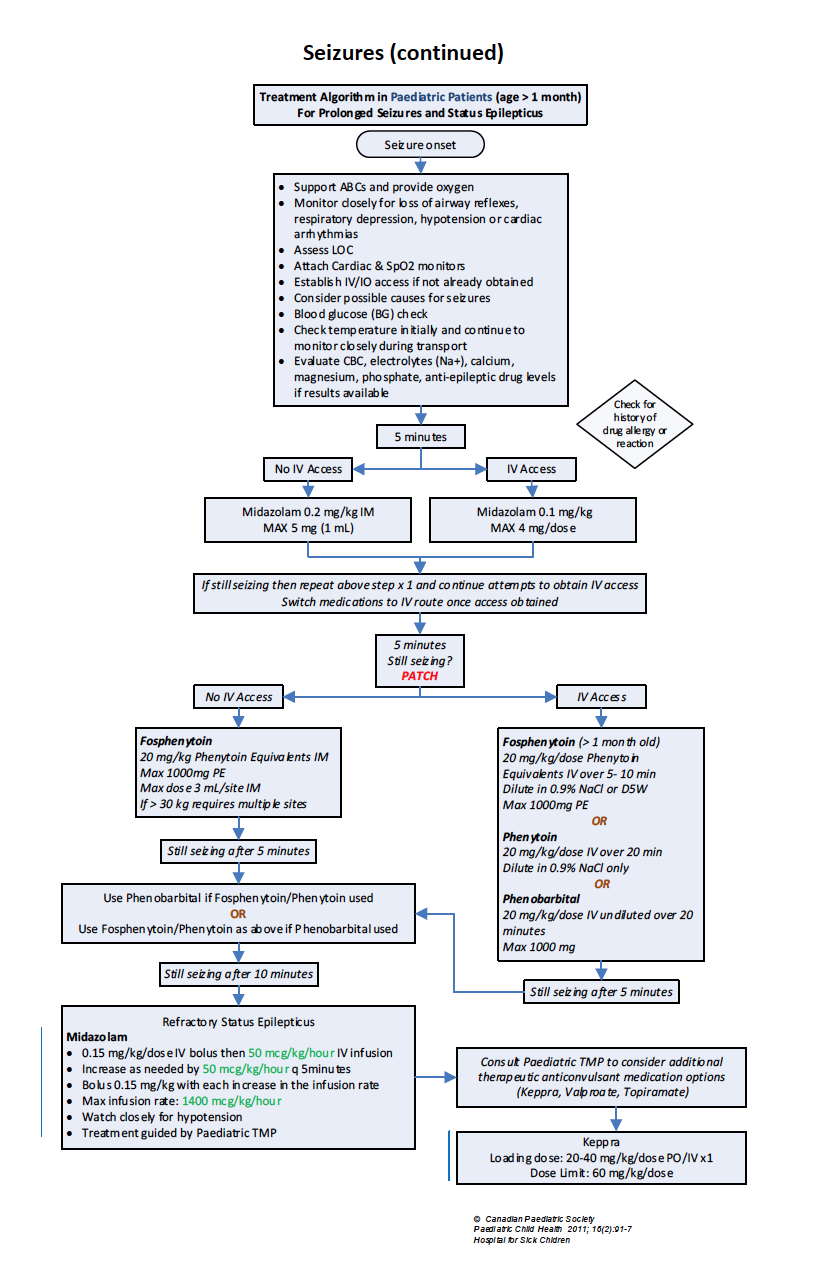 Seizures (continued)
Treatment Algorithm in Paediatric Patients (age > 1 month)
For Prolonged Seizures and Status Epilepticus
Seizure onset
• Support ABCs and provide oxygen
• Monitor closely for loss of airway reflexes,
respiratory depression, hypotension or cardiac
arrhythmias
• Assess LOC
• Attach Cardiac & SpO2 monitors
• Establish IV/IO access if not already obtained
• Consider possible causes for seizures
• Blood glucose (BG) check
• Check temperature initially and continue to
monitor closely during transport
• Evaluate CBC, electrolytes (Na+), calcium,
magnesium, phosphate, anti-epileptic drug levels
if results available
Check for
history of
drug allergy or
reaction
5 minutes
No IV Access
IV Access
Midazolam 0.2 mg/kg IM
MAX 5 mg (1 mL)
Midazolam 0.1 mg/kg
MAX 4 mg/dose
If still seizing then repeat above step x 1 and continue attempts to obtain IV access
Switch medications to IV route once access obtained
5 minutes
Still seizing?
PATCH
No IV Access
IV Access
Fosphenytoin
20 mg/kg Phenytoin Equivalents IM
Max 1000mg PE
Max dose 3 mL/site IM
If > 30 kg requires multiple sites
Fosphenytoin (> 1 month old)
20 mg/kg/dose Phenytoin
Equivalents IV over 5- 10 min
Dilute in 0.9% NaCl or D5W
Max 1000mg PE
OR
Phenytoin
20 mg/kg/dose IV over 20 min
Dilute in 0.9% NaCl only
OR
Phenobarbital
20 mg/kg/dose IV undiluted over 20
minutes
Max 1000 mg
Still seizing after 5 minutes
Use Phenobarbital if Fosphenytoin/Phenytoin used
OR
Use Fosphenytoin/Phenytoin as above if Phenobarbital used
Still seizing after 10 minutes
Still seizing after 5 minutes
Refractory Status Epilepticus
Midazolam
• 0.15 mg/kg/dose IV bolus then 50 mcg/kg/hour IV infusion
• Increase as needed by 50 mcg/kg/hour q 5minutes
• Bolus 0.15 mg/kg with each increase in the infusion rate
• Max infusion rate: 1400 mcg/kg/hour
• Watch closely for hypotension
• Treatment guided by Paediatric TMP
Consult Paediatric TMP to consider additional
therapeutic anticonvulsant medication options
(Keppra, Valproate, Topiramate)
Keppra
Loading dose: 20-40 mg/kg/dose PO/IV x1
Dose Limit: 60 mg/kg/dose
© Canadian Paediatric Society
Paediatric Child Health 2011; 16(2):91-7
Hospital for Sick Chidren